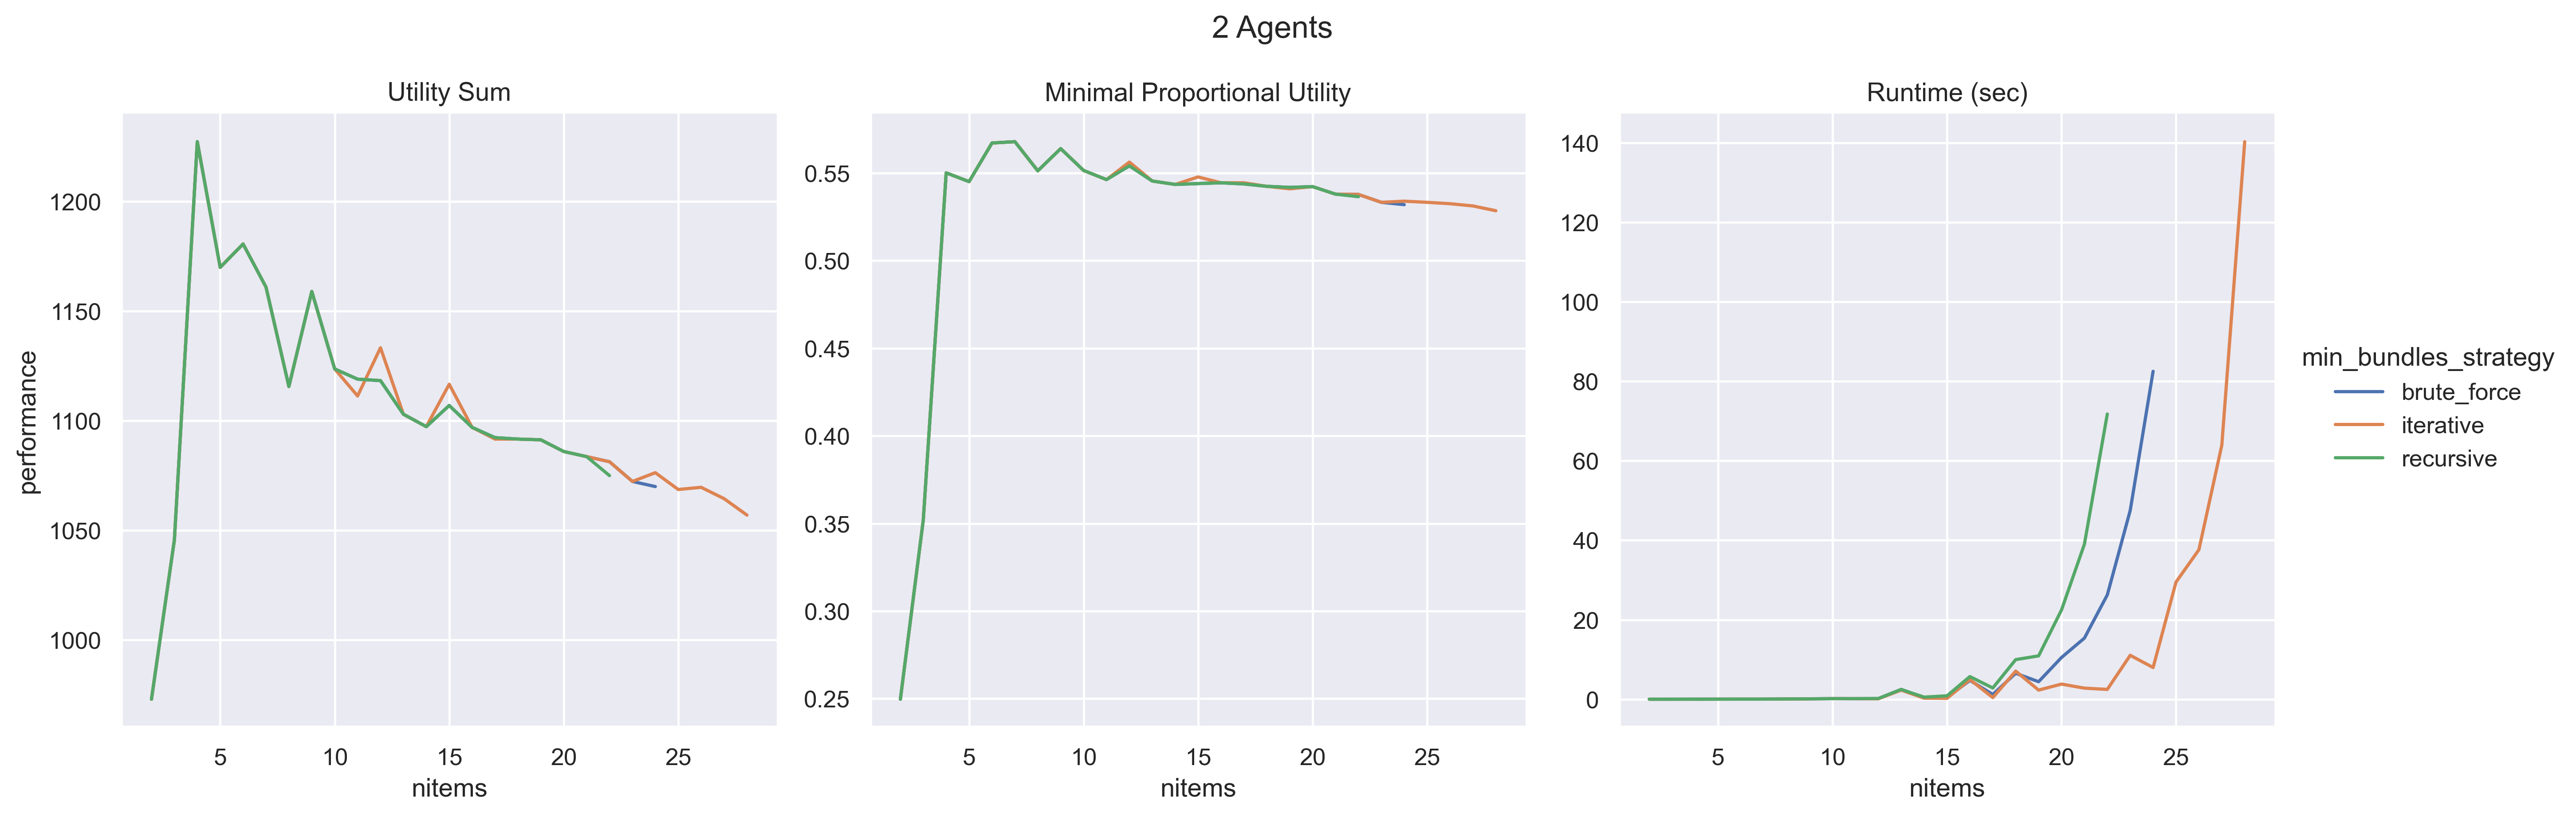 2 Agents
Utility Sum
performance
1200
1150
1100
1050
1000
5 10 15 20 25
nitems
Minimal Proportional Utility
0.55
0.50
0.45
0.40
0.35
0.30
0.25
5 10 15 20 25
nitems
Runtime (sec)
140
120
100
80
60
40
20
0
5 10 15 20 25
nitems
min_bundles_strategy
brute_force
iterative
recursive